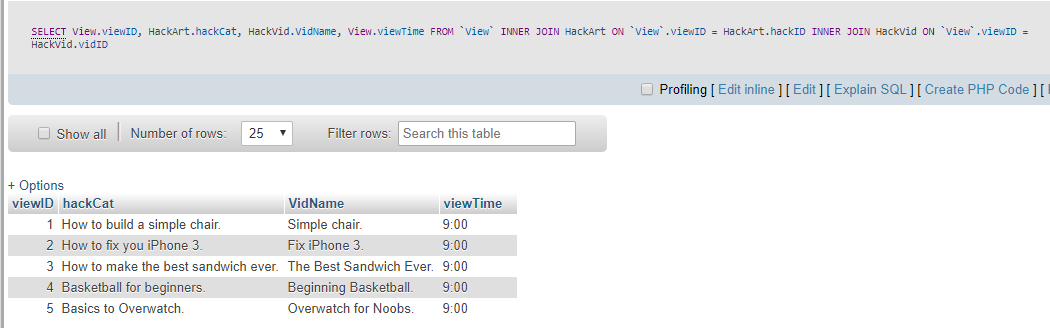 SELECT View.viewID, HackArt.hackCat, HackVid.VidName, View.viewTime FROM `View` INNER JOIN HackArt ON `View`.viewID = HackArt.hackID INNER JOIN HackVid ON `View`.viewID =
HackVid.vidID
Profiling [ Edit inline ] [ Edit ] [ Explain SQL ] [ Create PHP Code ] [
Show all Number of rows: 25 Filter rows: Search this table
+ Options
viewID hackCat VidName viewTime
1 How to build a simple chair. Simple chair. 9:00
2 How to fix you iPhone 3. Fix iPhone 3. 9:00
3 How to make the best sandwich ever. The Best Sandwich Ever. 9:00
4 Basketball for beginners. Beginning Basketball. 9:00
5 Basics to Overwatch. Overwatch for Noobs. 9:00